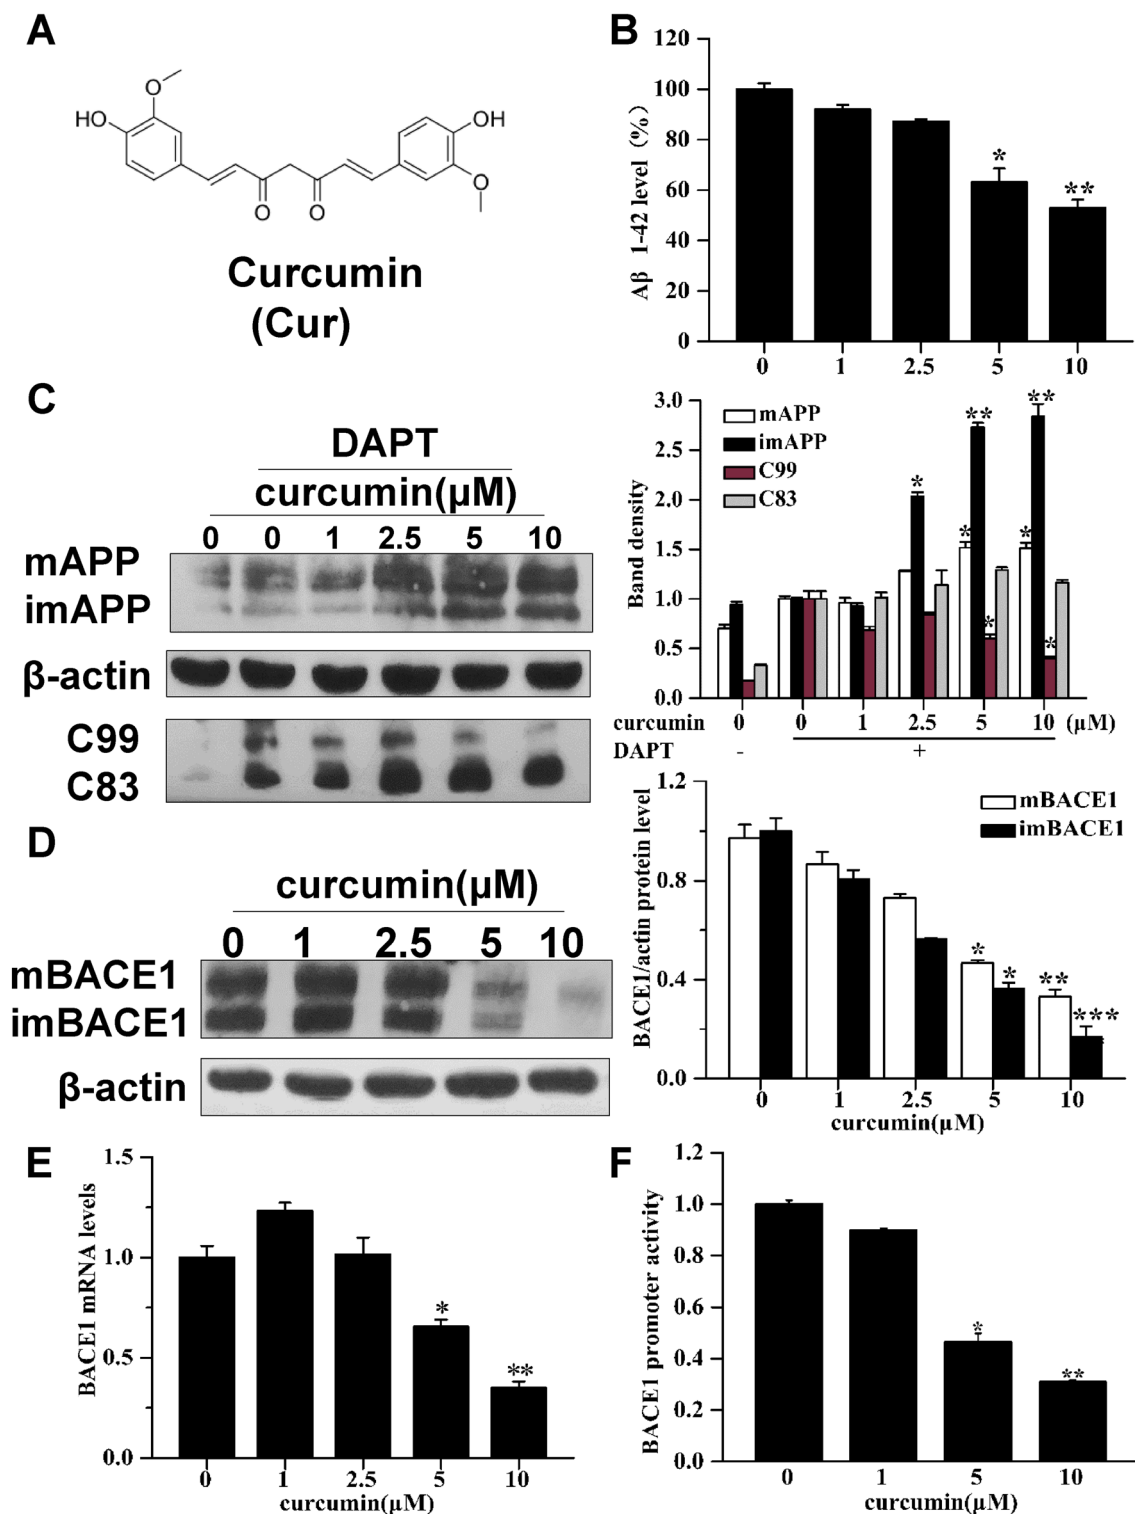 A
O
HO
OH
O
O
O
Curcumin
(Cur)
B
Aβ 1-42 level (%)
120
100
80
60
40
20
0
*
**
0 1 2.5 5 10
C
DAPT
curcumin(μM)
0 0 1 2.5 5 10
mAPP
imAPP
β-actin
C99
C83
Band density
3.0
2.5
2.0
1.5
1.0
0.5
0.0
mAPP
imAPP
C99
C83
*
**
**
*
*
*
*
curcumin 0 0 1 2.5 5 10 (μM)
DAPT - +
D
curcumin(μM)
0 1 2.5 5 10
mBACE1
imBACE1
β-actin
BACE1/actin protein level
1.2
0.8
0.4
0.0
mBACE1
imBACE1
*
*
**
***
0 1 2.5 5 10
curcumin(μM)
E
BACE1 mRNA levels
1.5
1.0
0.5
0.0
*
**
0 1 2.5 5 10
curcumin(μM)
F
BACE1 promoter activity
1.2
1.0
0.8
0.6
0.4
0.2
0.0
*
**
0 1 5 10
curcumin(μM)